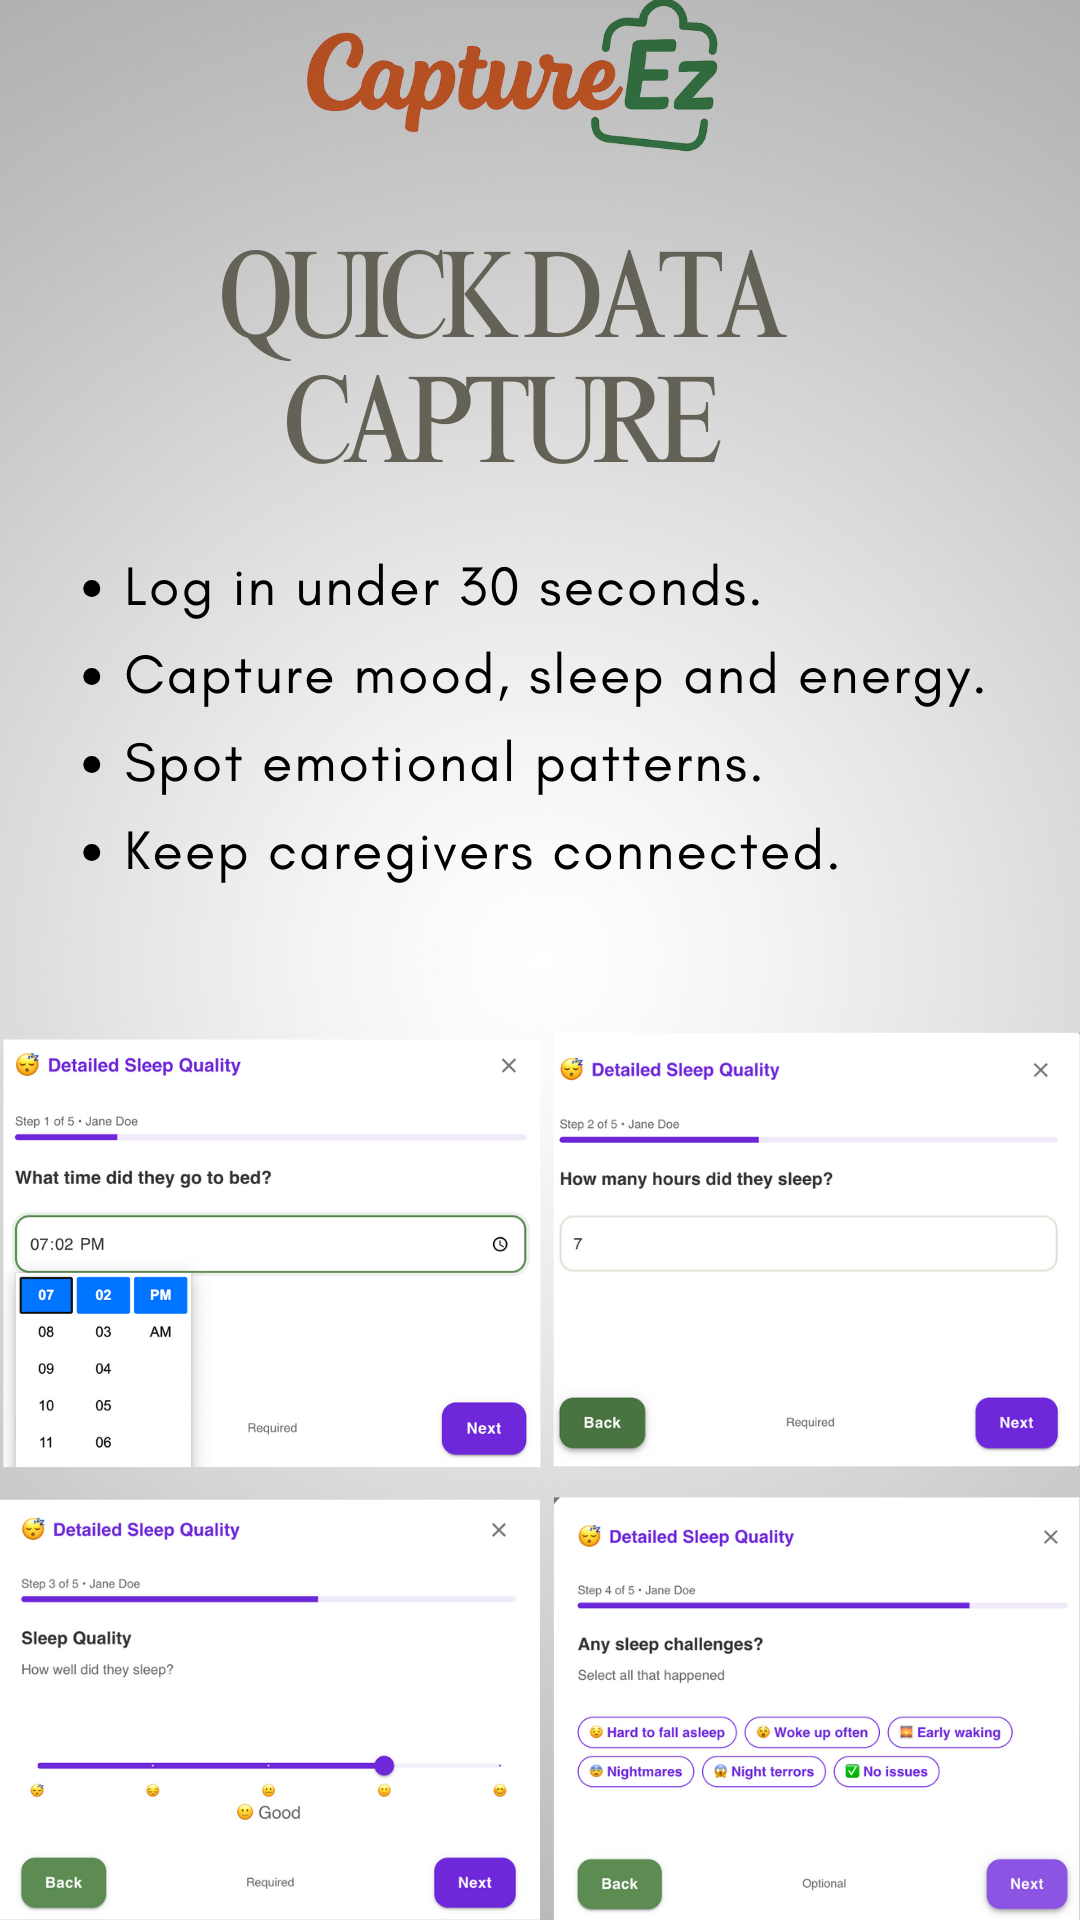 CaptureEz
QUICK DATA
CAPTURE
• Log in under 30 seconds.
• Capture mood, sleep and energy.
• Spot emotional patterns.
• Keep caregivers connected.
Detailed Sleep Quality
Step 1 of 5 • Jane Doe
What time did they go to bed?
07:02 PM
07 02 PM
08 03 AM
09 04
10 05
11 06
Required
Next
Detailed Sleep Quality
Step 2 of 5 • Jane Doe
How many hours did they sleep?
7
Back
Required
Next
Detailed Sleep Quality
Step 3 of 5 • Jane Doe
Sleep Quality
How well did they sleep?
Good
Back
Required
Next
Detailed Sleep Quality
Step 4 of 5 • Jane Doe
Any sleep challenges?
Select all that happened
Hard to fall asleep Woke up often Early waking
Nightmares Night terrors No issues
Back
Optional
Next